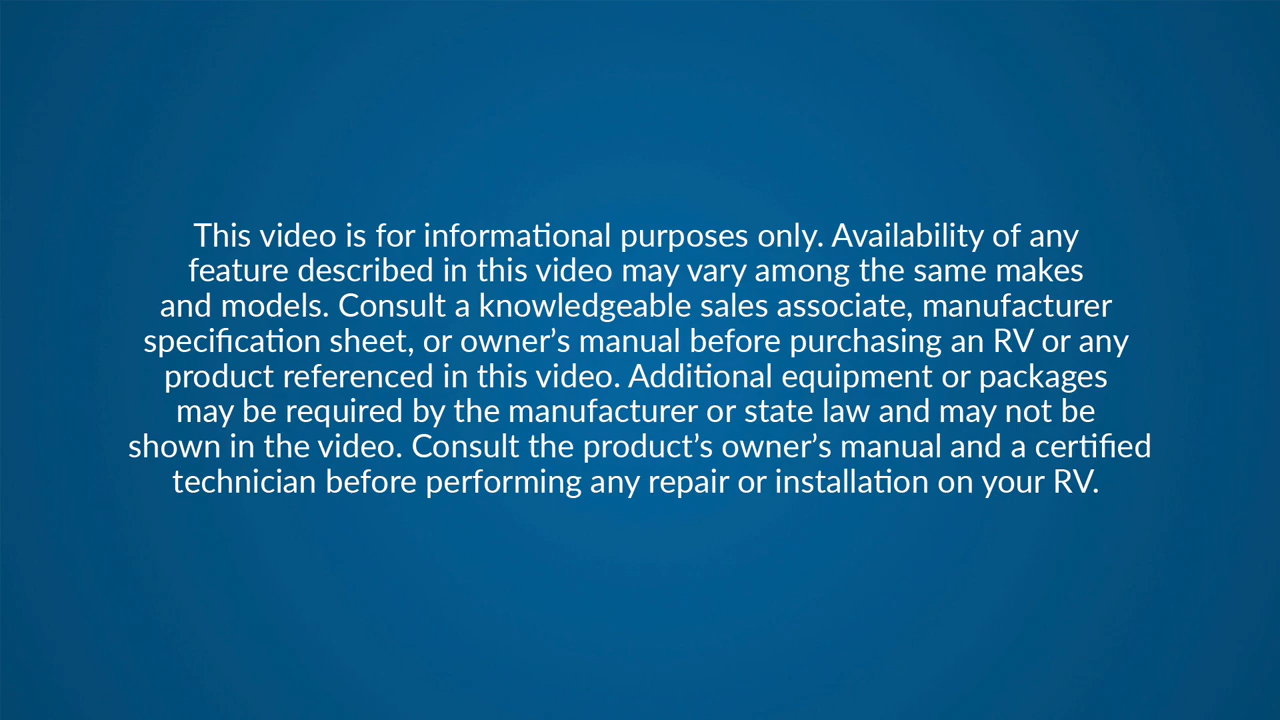 This video is for informational purposes only. Availability of any
feature described in this video may vary among the same makes
and models. Consult a knowledgeable sales associate, manufacturer
specification sheet, or owner’s manual before purchasing an RV or any
product referenced in this video. Additional equipment or packages
may be required by the manufacturer or state law and may not be
shown in the video. Consult the product’s owner’s manual and a certified
technician before performing any repair or installation on your RV.